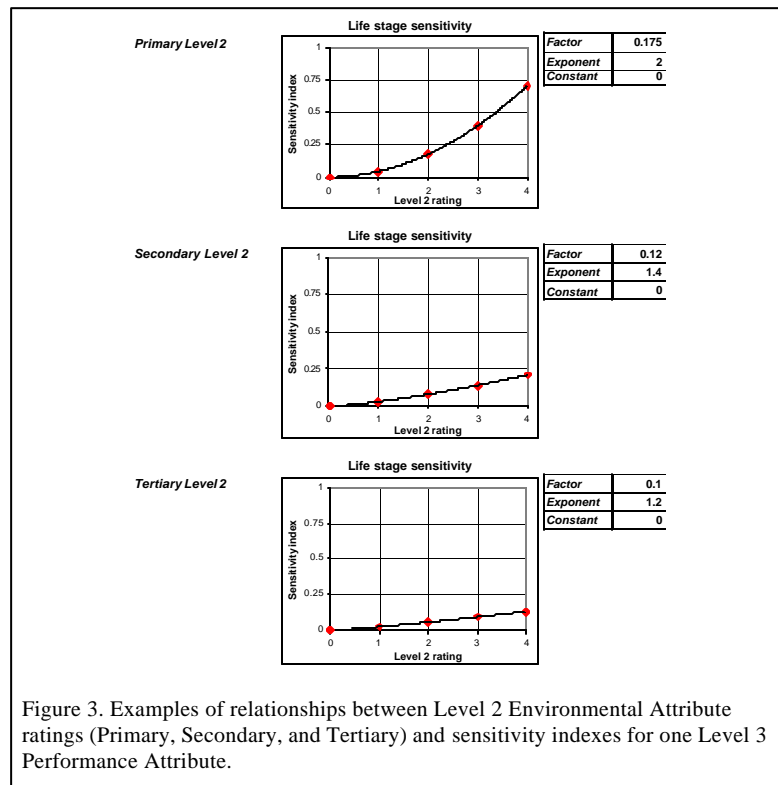 Life stage sensitivity
Primary Level 2
Factor 0.175
Exponent 2
Constant 0
1
0.75
0.5
0.25
0
Sensitivity index
0 1 2 3 4
Level 2 rating
Life stage sensitivity
Secondary Level 2
Factor 0.12
Exponent 1.4
Constant 0
1
0.75
0.5
0.25
0
Sensitivity index
0 1 2 3 4
Level 2 rating
Life stage sensitivity
Tertiary Level 2
Factor 0.1
Exponent 1.2
Constant 0
1
0.75
0.5
0.25
0
Sensitivity index
0 1 2 3 4
Level 2 rating
Figure 3. Examples of relationships between Level 2 Environmental Attribute
ratings (Primary, Secondary, and Tertiary) and sensitivity indexes for one Level 3
Performance Attribute.